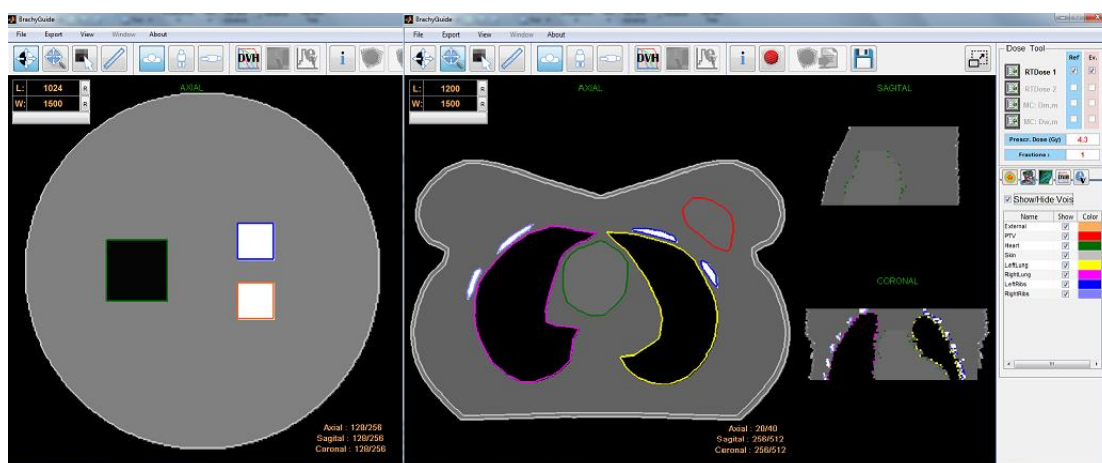 BrachyGuide
File Export View Window About
DVH
i
L: 1024 R
W: 1500 R
AXIAL
Axial : 128/256
Sagital : 128/256
Coronal : 128/256
BrachyGuide
File Export View Window About
DVH
i
L: 1200 R
W: 1500 R
AXIAL
SAGITAL
CORONAL
Axial : 20/40
Sagital : 256/512
Coronal : 256/512
Dose Tool
Ref Ev.
RTDose 1
RTDose 2
MC: Dm,m
MC: Dw,m
Prescr. Dose (Gy) 4.3
Fractions : 1
DVH
Show/Hide Vois
Name Show Color
External
PTV
Heart
Skin
LeftLung
RightLung
LeftRibs
RightRibs